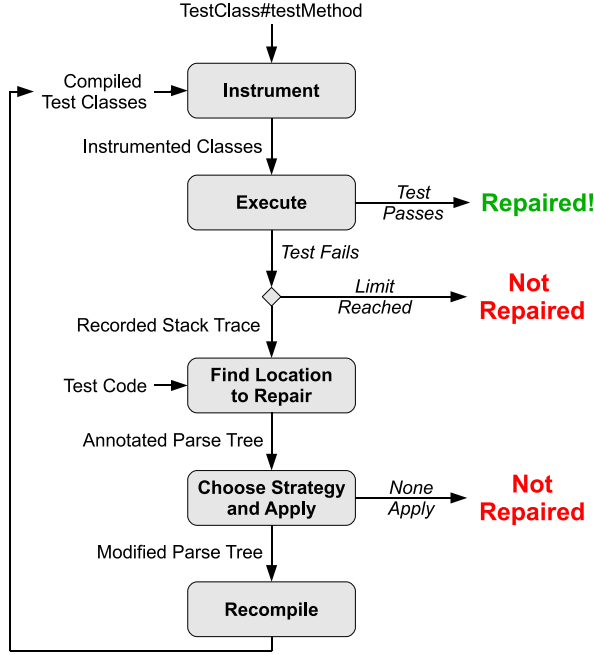 TestClass#testMethod
Compiled
Test Classes
Instrument
Instrumented Classes
Execute
Test
Passes
Repaired!
Test Fails
Limit
Reached
Not
Repaired
Recorded Stack Trace
Test Code
Find Location
to Repair
Annotated Parse Tree
Choose Strategy
and Apply
None
Apply
Not
Repaired
Modified Parse Tree
Recompile